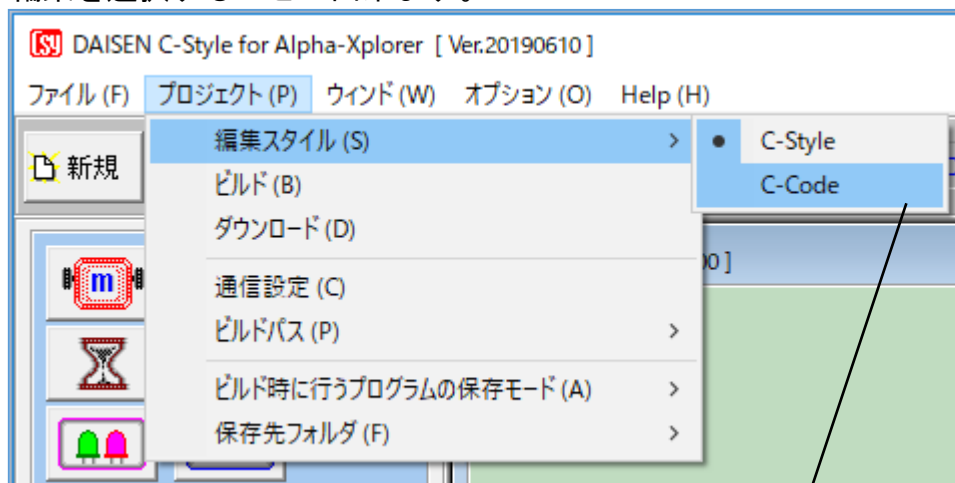 DAISEN C-Style for Alpha-Xplorer [ Ver.20190610 ]
ファイル (F) プロジェクト (P) ウィンド (W) オプション (O) Help (H)
新規
編集スタイル (S) >
C-Style
C-Code
ビルド (B)
ダウンロード (D)
通信設定 (C)
ビルドパス (P) >
ビルド時に行うプログラムの保存モード (A) >
保存先フォルダ (F) >
m